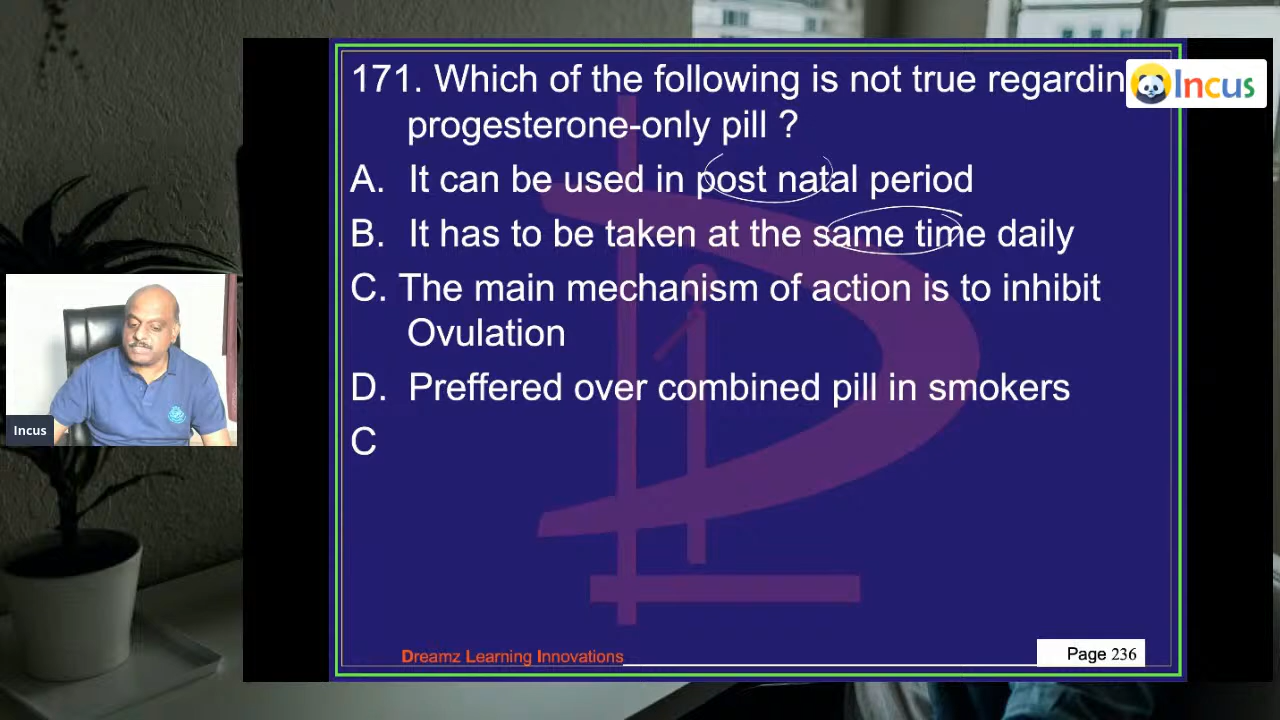 171. Which of the following is not true regardin
Incus
progesterone-only pill ?
A. It can be used in post natal period
B. It has to be taken at the same time daily
C. The main mechanism of action is to inhibit
Ovulation
D. Preffered over combined pill in smokers
Incus
C
Dreamz Learning Innovations
Page 236